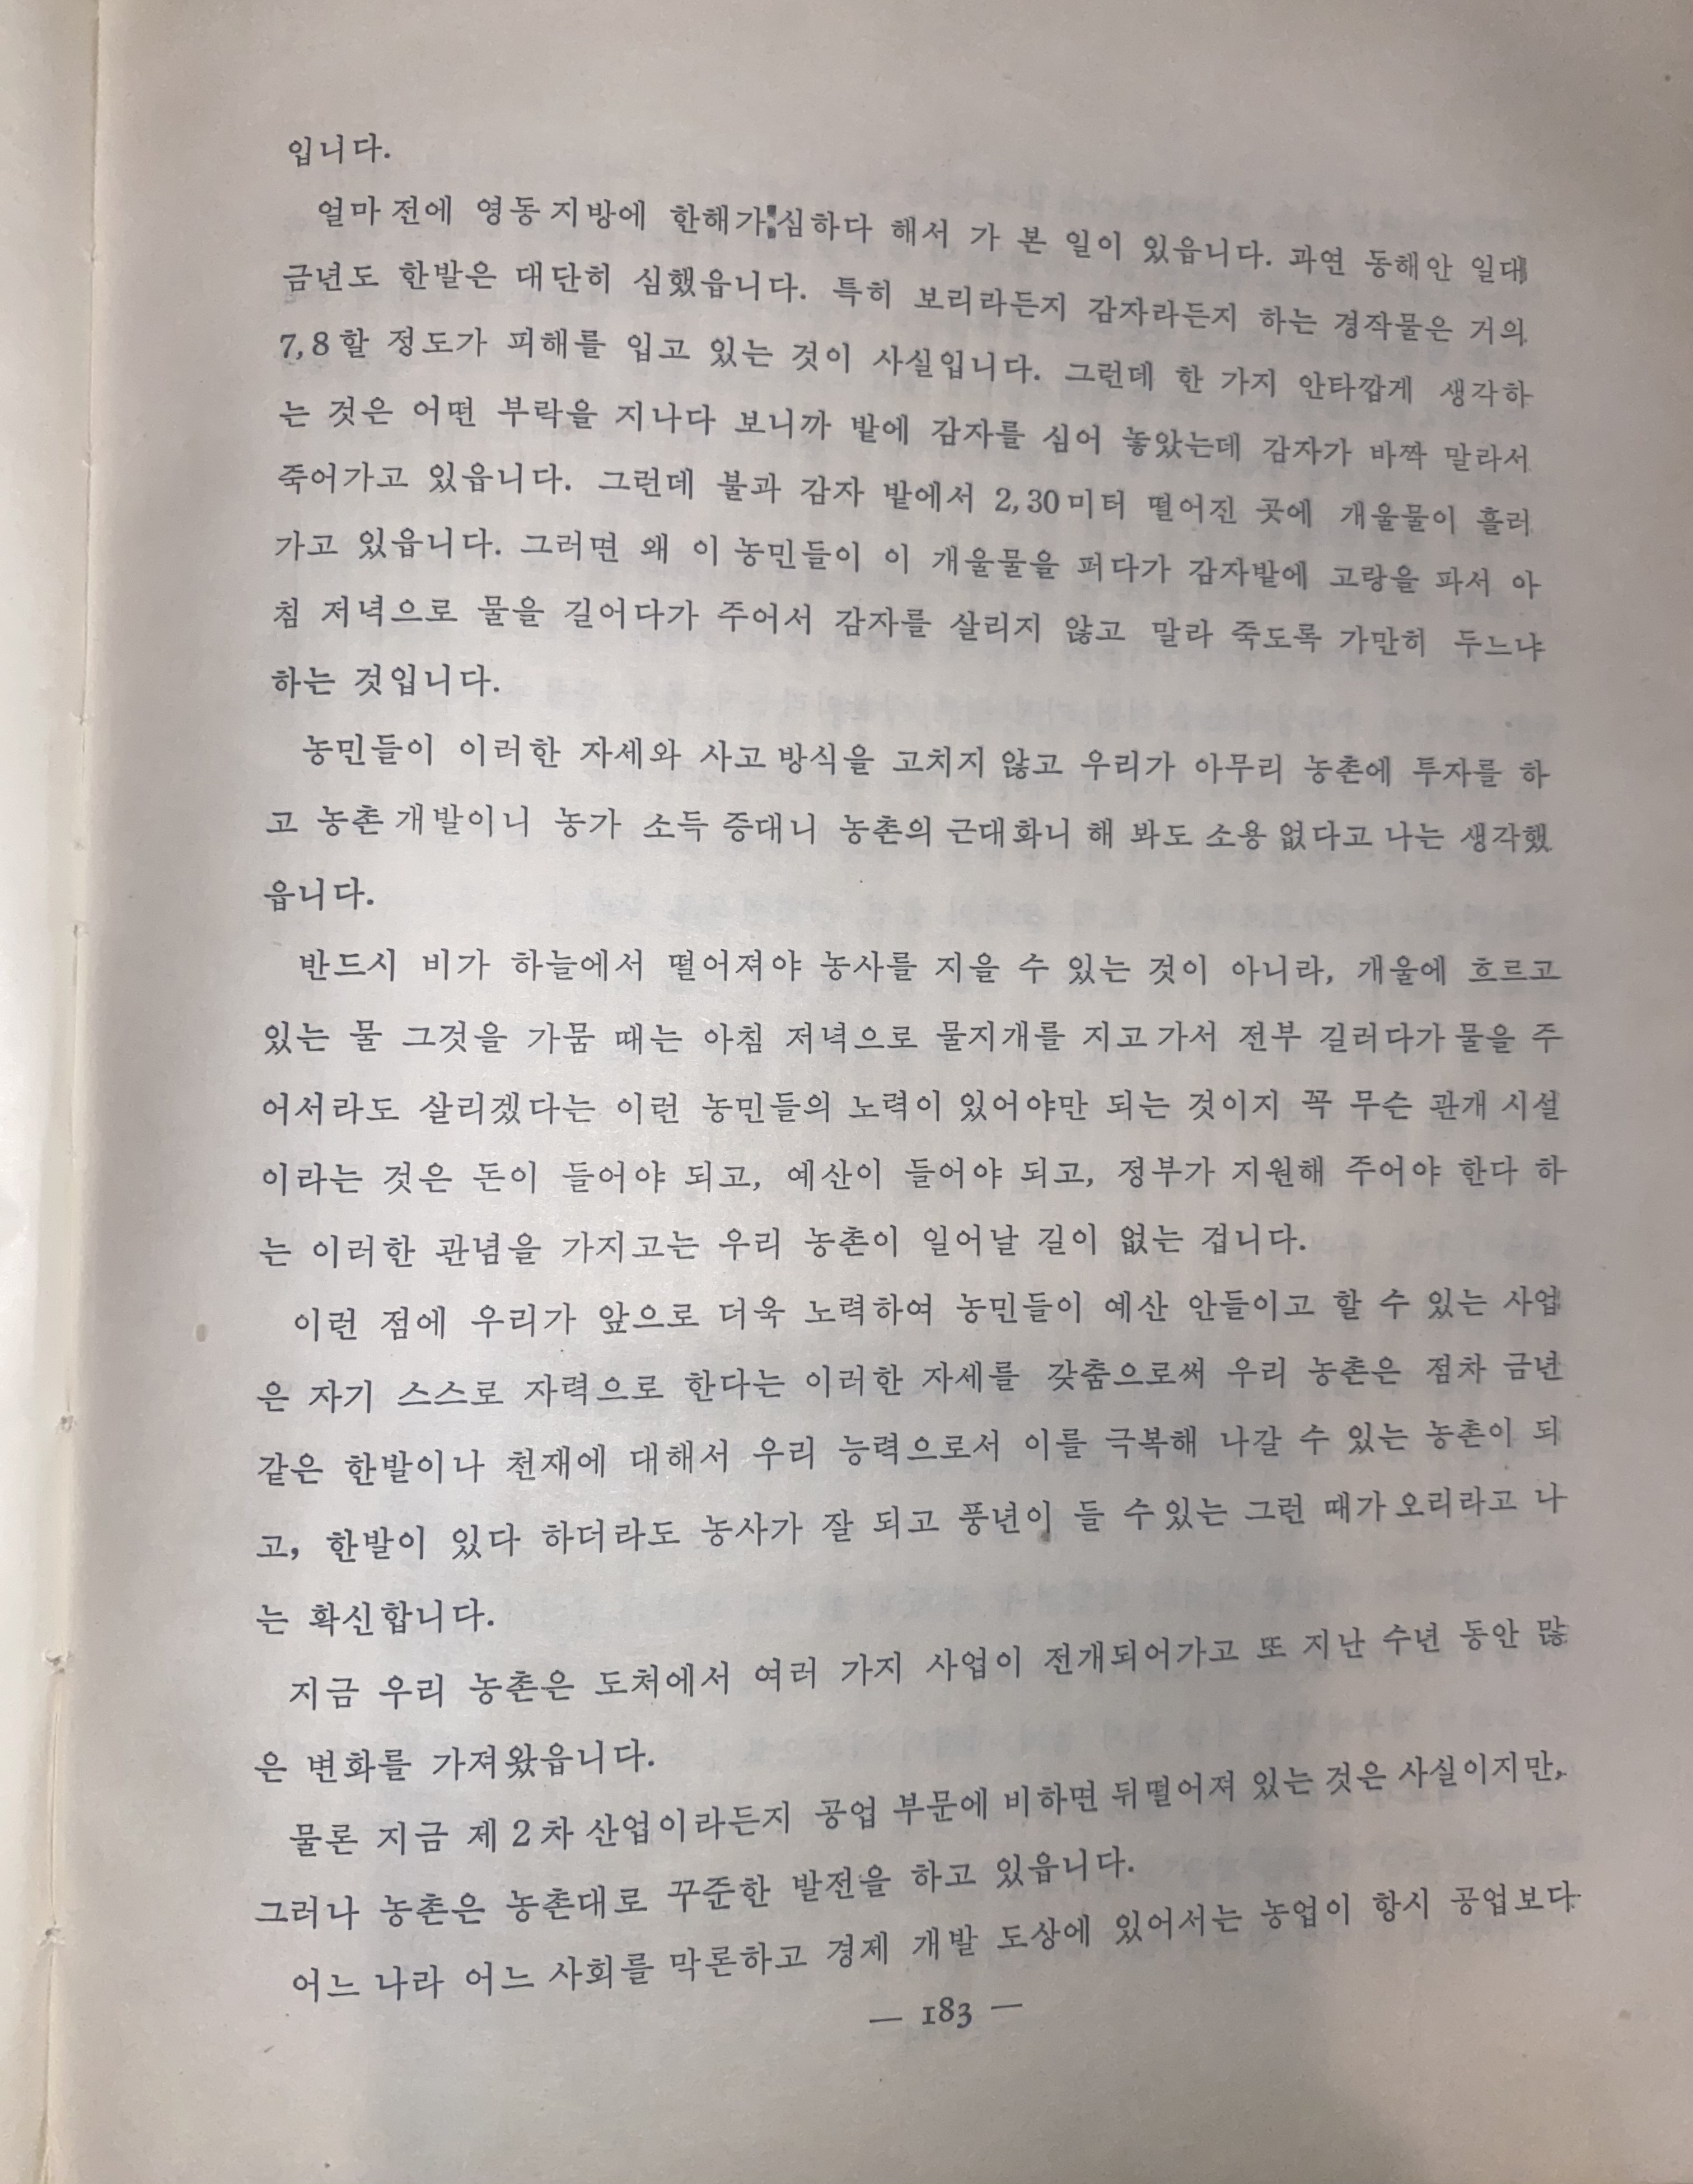 입니다.
얼마 전에 영동 지방에 한해가 심하다 해서 가 본 일이 있읍니다. 과연 동해안 일대
금년도 한발은 대단히 심했읍니다. 특히 보리라든지 감자라든지 하는 경작물은 거의
7,8할 정도가 피해를 입고 있는 것이 사실입니다. 그런데 한 가지 안타깝게 생각하
는 것은 어떤 부락을 지나다 보니까 밭에 감자를 심어 놓았는데 감자가 바짝 말라서
죽어가고 있읍니다. 그런데 불과 감자 밭에서 2,30미터 떨어진 곳에 개울물이 흘러
가고 있읍니다. 그러면 왜 이 농민들이 이 개울물을 퍼다가 감자밭에 고랑을 파서 아
침 저녁으로 물을 길어다가 주어서 감자를 살리지 않고 말라 죽도록 가만히 두느냐
하는 것입니다.
농민들이 이러한 자세와 사고 방식을 고치지 않고 우리가 아무리 농촌에 투자를 하
고 농촌 개발이니 농가 소득 증대니 농촌의 근대화니 해 봐도 소용 없다고 나는 생각했
읍니다.
반드시 비가 하늘에서 떨어져야 농사를 지을 수 있는 것이 아니라, 개울에 흐르고
있는 물 그것을 가뭄 때는 아침 저녁으로 물지개를 지고 가서 전부 길러다가 물을 주
어서라도 살리겠다는 이런 농민들의 노력이 있어야만 되는 것이지 꼭 무슨 관개 시설
이라는 것은 돈이 들어야 되고, 예산이 들어야 되고, 정부가 지원해 주어야 한다 하
는 이러한 관념을 가지고는 우리 농촌이 일어날 길이 없는 겁니다.
이런 점에 우리가 앞으로 더욱 노력하여 농민들이 예산 안들이고 할 수 있는 사업
은 자기 스스로 자력으로 한다는 이러한 자세를 갖춤으로써 우리 농촌은 점차 금년
같은 한발이나 천재에 대해서 우리 능력으로서 이를 극복해 나갈 수 있는 농촌이 되
고, 한발이 있다 하더라도 농사가 잘 되고 풍년이 들 수 있는 그런 때가 오리라고 나
는 확신합니다.
지금 우리 농촌은 도처에서 여러 가지 사업이 전개되어가고 또 지난 수년 동안 많
은 변화를 가져왔읍니다.
물론 지금 제2차 산업이라든지 공업 부문에 비하면 뒤떨어져 있는 것은 사실이지만,
그러나 농촌은 농촌대로 꾸준한 발전을 하고 있읍니다.
어느 나라 어느 사회를 막론하고 경제 개발 도상에 있어서는 농업이 항시 공업보다
— 183 —